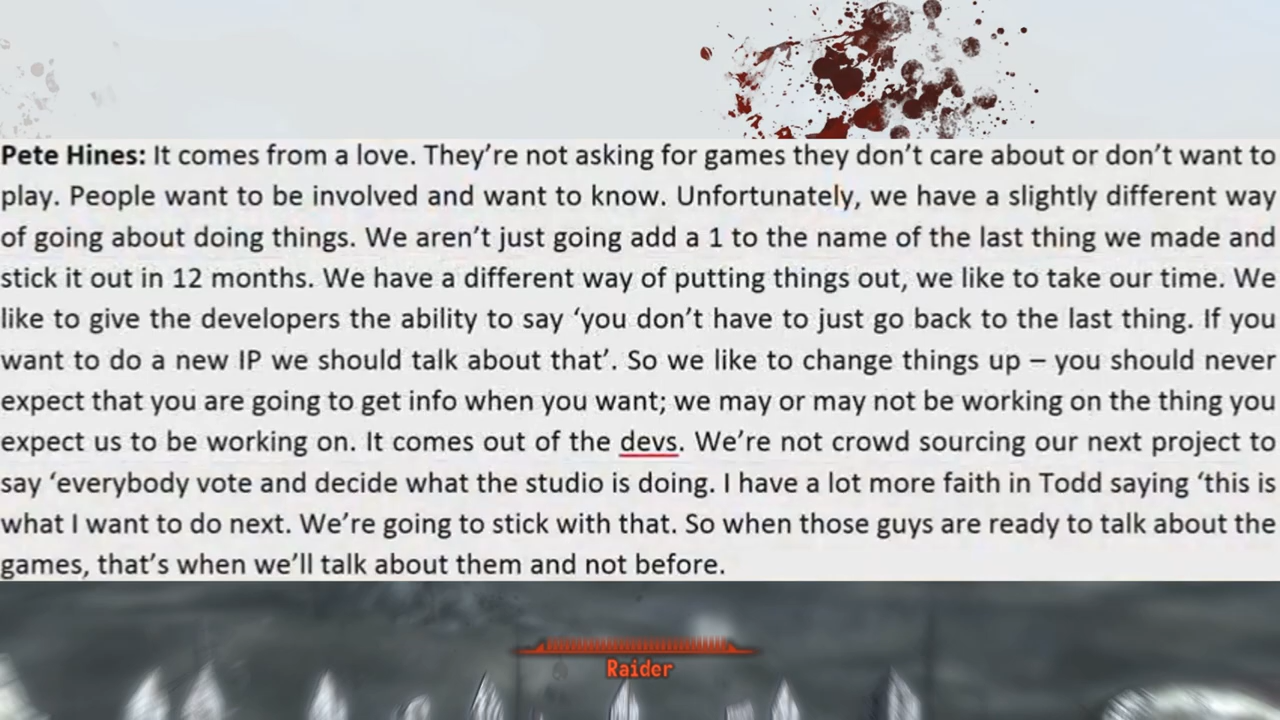 Pete Hines: It comes from a love. They’re not asking for games they don’t care about or don’t want to
play. People want to be involved and want to know. Unfortunately, we have a slightly different way
of going about doing things. We aren’t just going add a 1 to the name of the last thing we made and
stick it out in 12 months. We have a different way of putting things out, we like to take our time. We
like to give the developers the ability to say ‘you don’t have to just go back to the last thing. If you
want to do a new IP we should talk about that’. So we like to change things up – you should never
expect that you are going to get info when you want; we may or may not be working on the thing you
expect us to be working on. It comes out of the devs. We’re not crowd sourcing our next project to
say ‘everybody vote and decide what the studio is doing. I have a lot more faith in Todd saying ‘this is
what I want to do next. We’re going to stick with that. So when those guys are ready to talk about the
games, that’s when we’ll talk about them and not before.
Raider